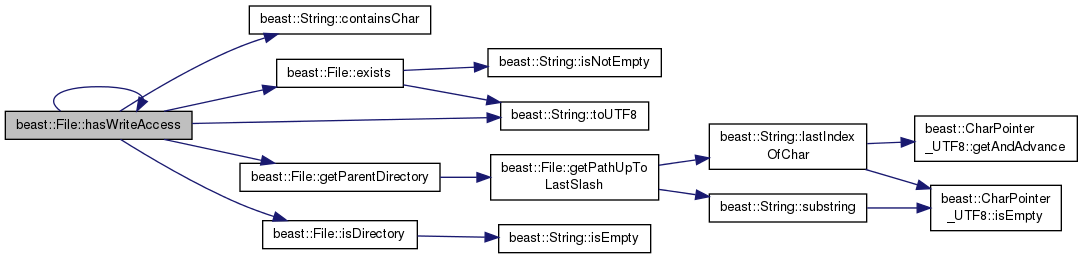 beast::String::containsChar
beast::File::exists
beast::String::isNotEmpty
beast::File::hasWriteAccess
beast::String::toUTF8
beast::File::getParentDirectory
beast::File::getPathUpTo
LastSlash
beast::String::lastIndex
OfChar
beast::CharPointer
_UTF8::getAndAdvance
beast::String::substring
beast::CharPointer
_UTF8::isEmpty
beast::File::isDirectory
beast::String::isEmpty